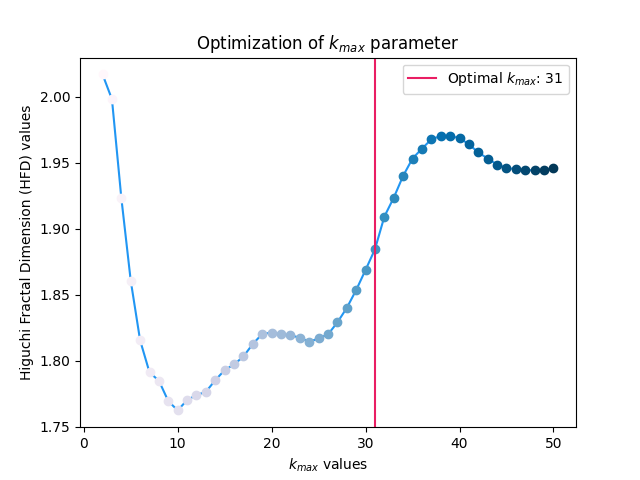 Optimization of k_max parameter
Optimal k_max: 31
Higuchi Fractal Dimension (HFD) values
2.00
1.95
1.90
1.85
1.80
1.75
0 10 20 30 40 50
k_max values